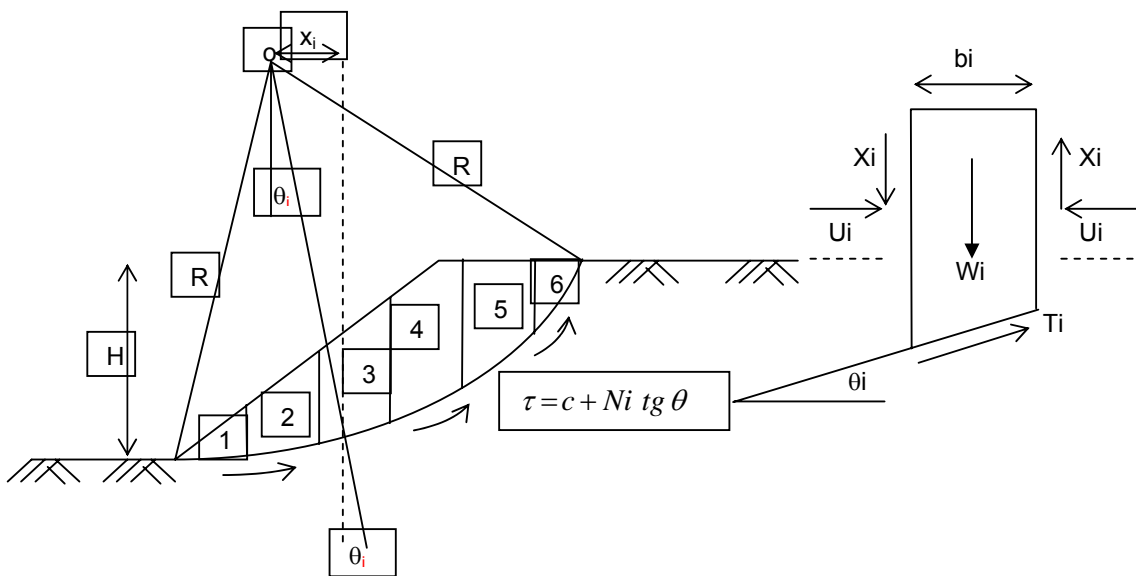 o
xi
θi
R
R
H
1
2
3
4
5
6
θi
τ = c + Ni tg θ
bi
Xi
Xi
Ui
Ui
Wi
Ti
θi